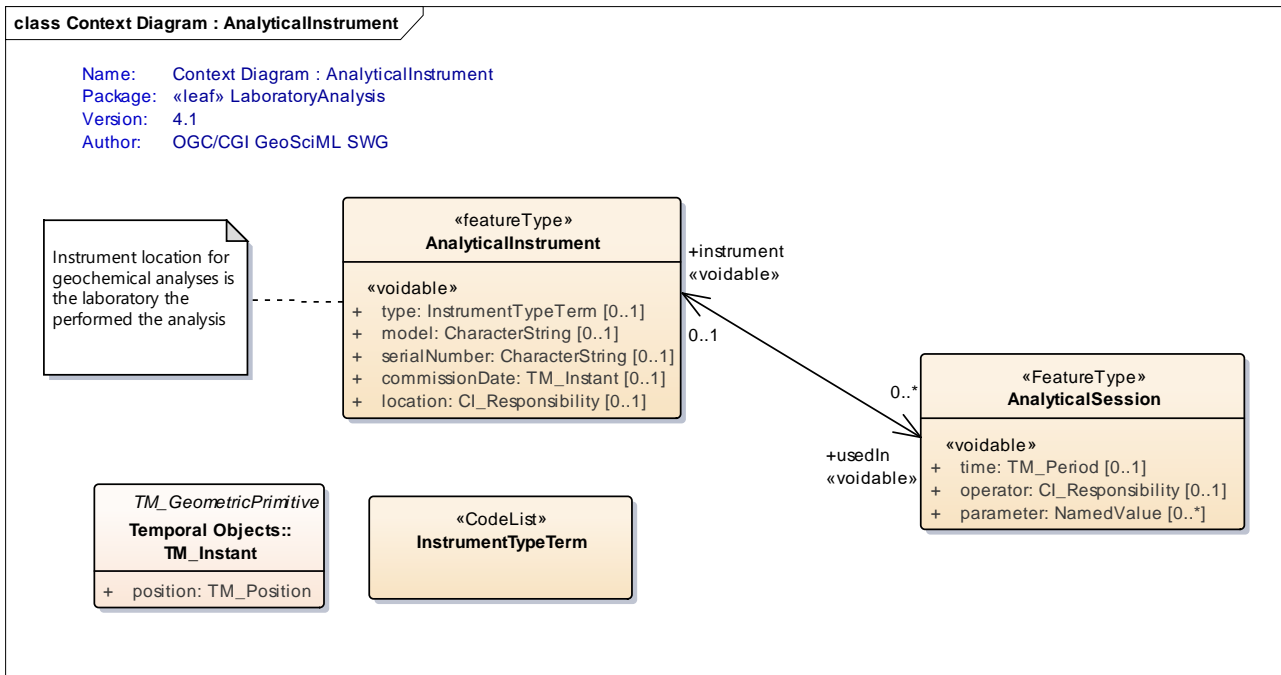 class Context Diagram : AnalyticalInstrument
Name: Context Diagram : AnalyticalInstrument
Package: «leaf» LaboratoryAnalysis
Version: 4.1
Author: OGC/CGI GeoSciML SWG
Instrument location for
geochemical analyses is
the laboratory the
performed the analysis
«featureType»
AnalyticalInstrument
«voidable»
+ type: InstrumentTypeTerm [0..1]
+ model: CharacterString [0..1]
+ serialNumber: CharacterString [0..1]
+ commissionDate: TM_Instant [0..1]
+ location: CI_Responsibility [0..1]
+instrument
«voidable»
0..1
0..*
+usedIn
«voidable»
«FeatureType»
AnalyticalSession
«voidable»
+ time: TM_Period [0..1]
+ operator: CI_Responsibility [0..1]
+ parameter: NamedValue [0..*]
TM_GeometricPrimitive
Temporal Objects::
TM_Instant
+ position: TM_Position
«CodeList»
InstrumentTypeTerm